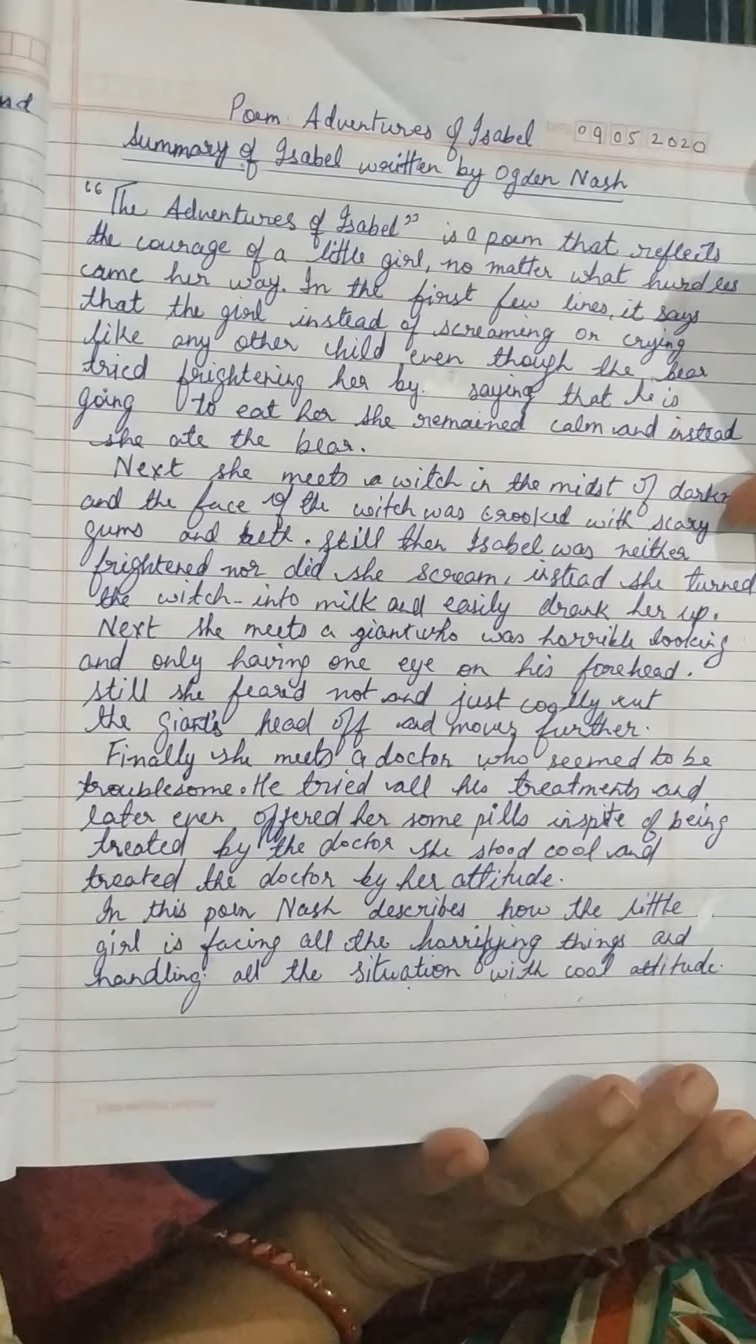 nd
Poem Adventures of Isabel 09052020
Summary of Isabel written by Ogden Nash
"The Adventures of Isabel" is a poem that reflects
the courage of a little girl, no matter what hurdles
came her way. In the first few lines, it says
that the girl instead of screaming or crying
like any other child even though the bear
tried frightening her by saying that he is
going to eat her she remained calm and instead
she ate the bear.
Next she meets a witch in the midst of darkn
and the face of the witch was crooked with scary
gums and teeth. Still then Isabel was neither
frightened nor did she scream, instead she turned
the witch into milk and easily drank her up.
Next she meets a giant who was horrible looking
and only having one eye on his forehead.
Still she feared not and just coolly cut
the Giant's head off and moves further.
Finally she meets a doctor who seemed to be
troublesome. He tried all his treatments and
later even offered her some pills inspite of being
treated by the doctor she stood cool and
treated the doctor by her attitude.
In this poem Nash describes how the little
girl is facing all the horrifying things and
handling all the situation with cool attitude.